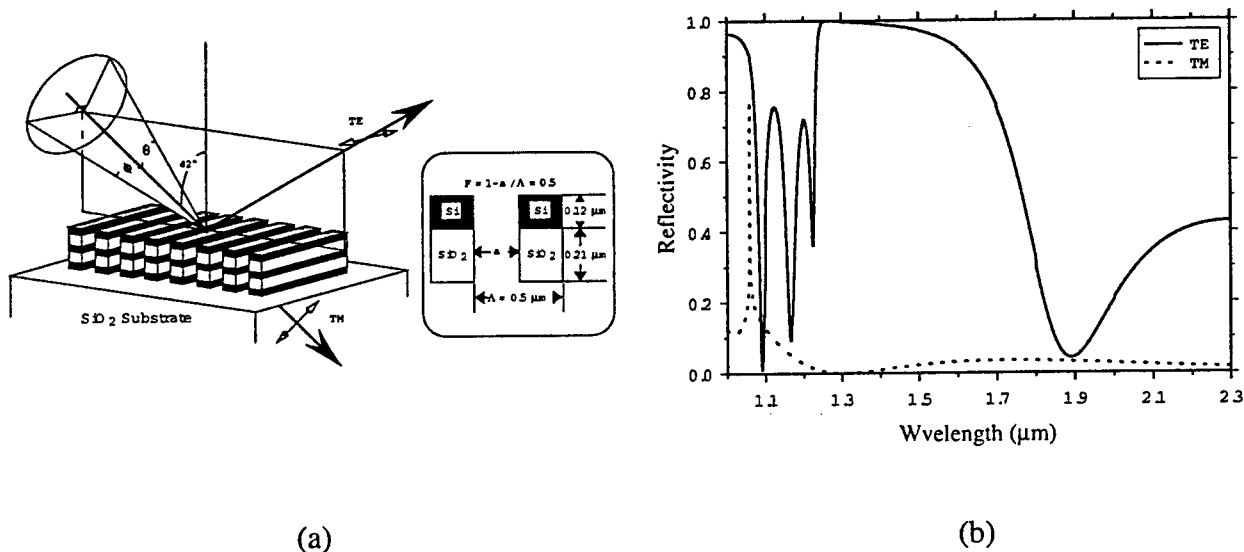 TE
θ
Φ
42°
SiO2 Substrate
TM
F = 1-a /Λ = 0.5
Si
Si
0.12 μm
SiO2
a
SiO2
0.21 μm
Λ = 0.5 μm
(a)
Reflectivity
1.0
0.8
0.6
0.4
0.2
0.0
TE
TM
1.1
1.3
1.5
1.7
1.9
2.1
2.3
Wvelength (μm)
(b)